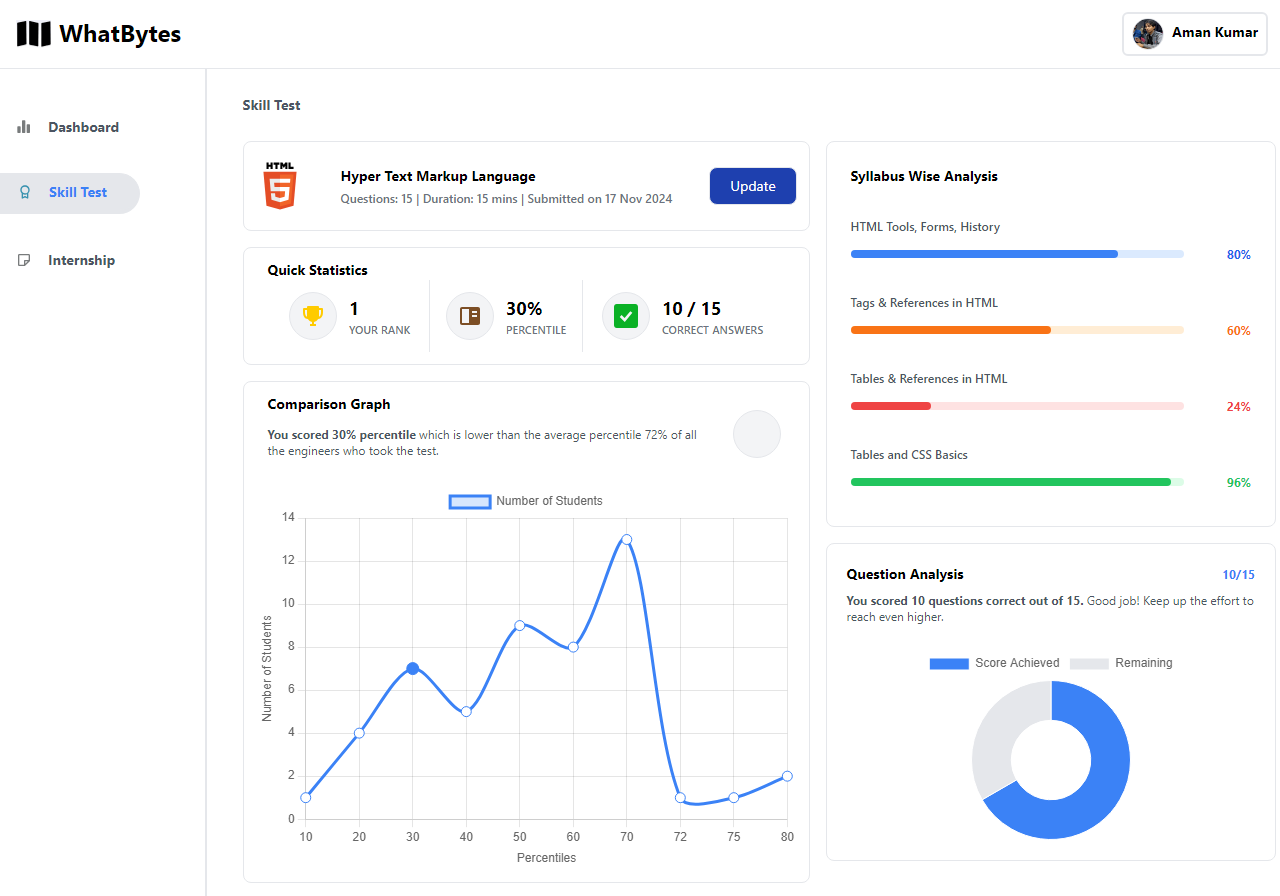 WhatBytes
Aman Kumar
Dashboard
Skill Test
Internship
Skill Test
HTML
5
Hyper Text Markup Language
Questions: 15 | Duration: 15 mins | Submitted on 17 Nov 2024
Update
Quick Statistics
1
YOUR RANK
30%
PERCENTILE
10 / 15
CORRECT ANSWERS
Comparison Graph
You scored 30% percentile which is lower than the average percentile 72% of all
the engineers who took the test.
Number of Students
14
12
10
8
6
4
2
0
Number of Students
10 20 30 40 50 60 70 72 75 80
Percentiles
Syllabus Wise Analysis
HTML Tools, Forms, History
80%
Tags & References in HTML
60%
Tables & References in HTML
24%
Tables and CSS Basics
96%
Question Analysis
10/15
You scored 10 questions correct out of 15. Good job! Keep up the effort to
reach even higher.
Score Achieved
Remaining